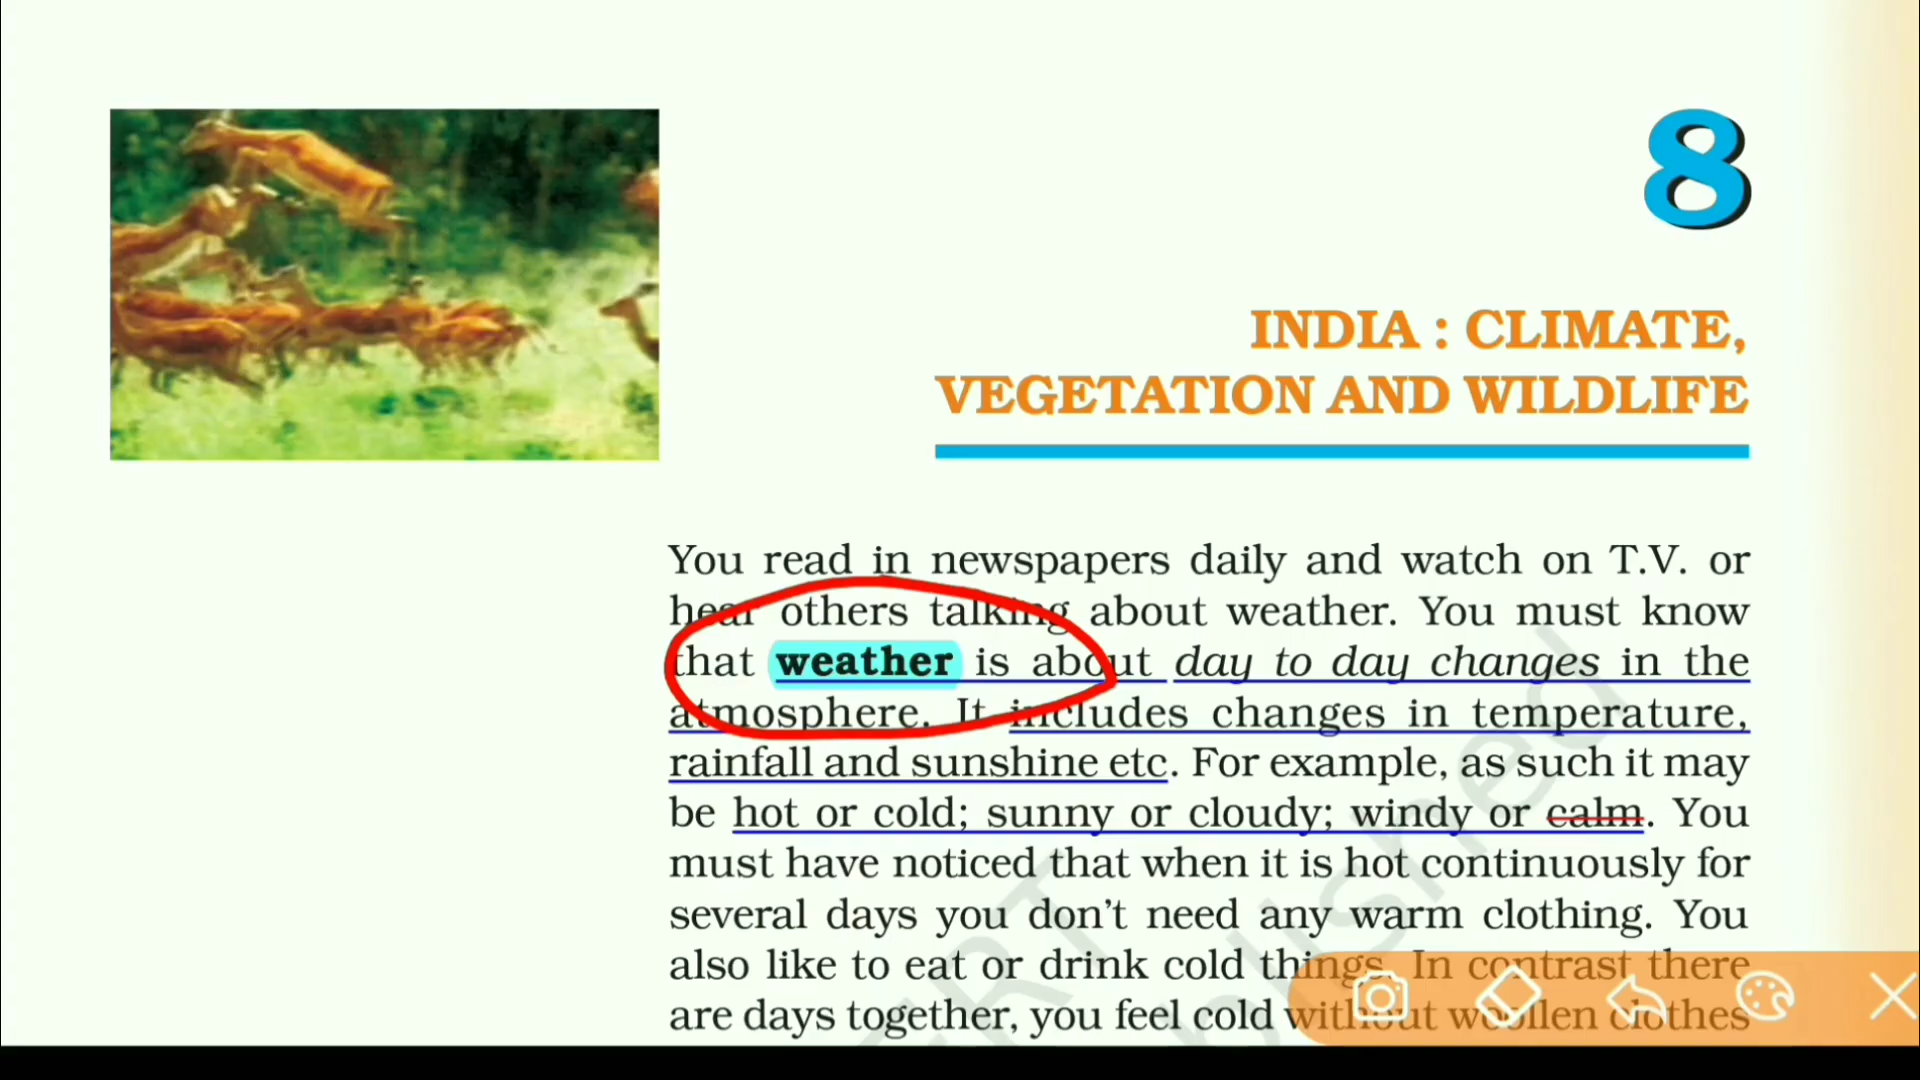 8
INDIA : CLIMATE,
VEGETATION AND WILDLIFE
You read in newspapers daily and watch on T.V. or
hear others talking about weather. You must know
that weather is about day to day changes in the
atmosphere. It includes changes in temperature,
rainfall and sunshine etc. For example, as such it may
be hot or cold; sunny or cloudy; windy or calm. You
must have noticed that when it is hot continuously for
several days you don't need any warm clothing. You
also like to eat or drink cold things. In contrast there
are days together, you feel cold without woollen clothes